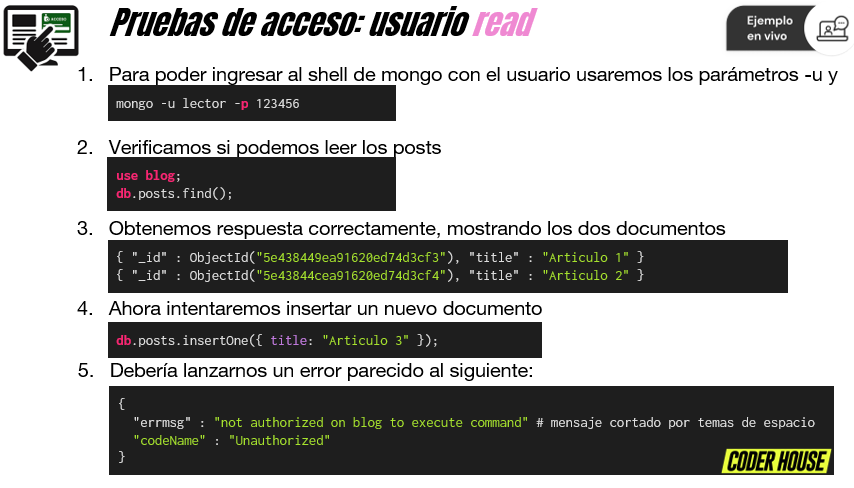 ACCESO
Pruebas de acceso: usuario read
Ejemplo
en vivo
1. Para poder ingresar al shell de mongo con el usuario usaremos los parámetros -u y
mongo -u lector -p 123456
2. Verificamos si podemos leer los posts
use blog;
db.posts.find();
3. Obtenemos respuesta correctamente, mostrando los dos documentos
{ "_id" : ObjectId("5e438449ea91620ed74d3cf3"), "title" : "Articulo 1" }
{ "_id" : ObjectId("5e43844cea91620ed74d3cf4"), "title" : "Articulo 2" }
4. Ahora intentaremos insertar un nuevo documento
db.posts.insertOne({ title: "Articulo 3" });
5. Debería lanzarnos un error parecido al siguiente:
{
"errmsg" : "not authorized on blog to execute command" # mensaje cortado por temas de espacio
"codeName" : "Unauthorized"
}
CODER HOUSE